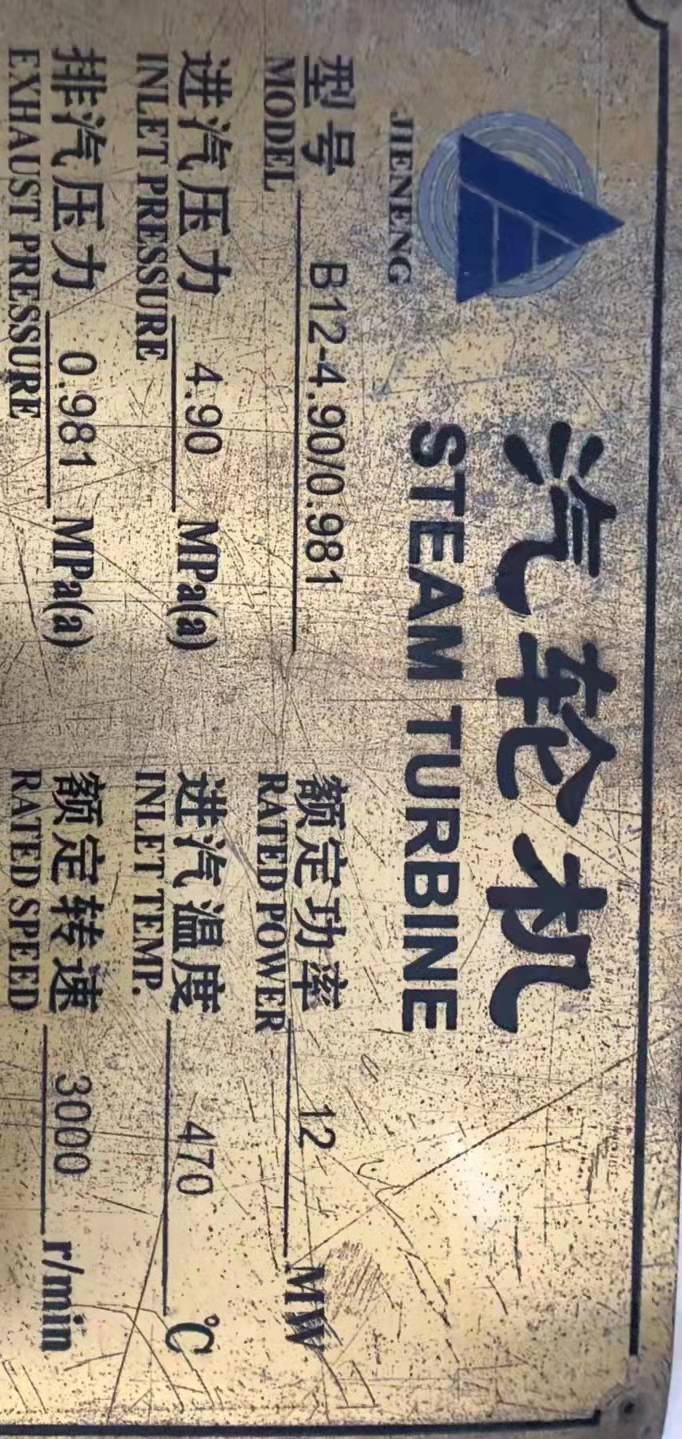 JIENENG
汽轮机
STEAM TURBINE
型号 B12-4.90/0.981 额定功率 12 MW
MODEL RATED POWER
进汽压力 4.90 MPa(a) 进汽温度 470 ℃
INLET PRESSURE INLET TEMP.
排汽压力 0.981 MPa(a) 额定转速 3000 r/min
EXHAUST PRESSURE RATED SPEED